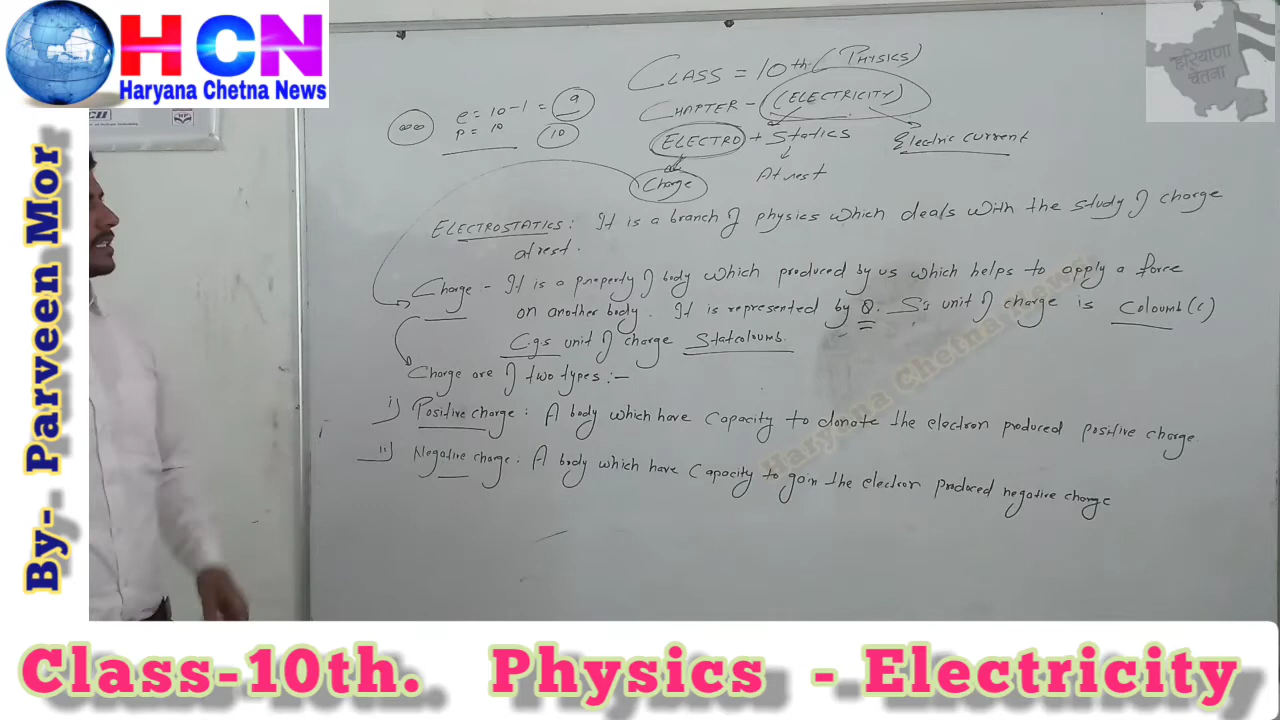 HCN
Haryana Chetna News
हरियाणा
चेतना
By- Parveen Mor
CLASS = 10th (PHYSICS)
CHAPTER - (ELECTRICITY)
e = 10-1 = 9
p = 10 10
ELECTRO + Statics
Electric current
Charge
At rest
ELECTROSTATICS : It is a branch of physics which deals with the study of charge
at rest.
Charge - It is a property of body which produced by us which helps to apply a force
on another body. It is represented by Q. S's unit of charge is Coloumb (C)
C.g.s unit of charge Statcoloumb.
Charge are of two types :-
i) Positive charge : A body which have capacity to donate the electron produced positive charge
ii) Negative charge : A body which have capacity to gain the electron produced negative charge
Haryana Chetna News
Class-10th. Physics - Electricity